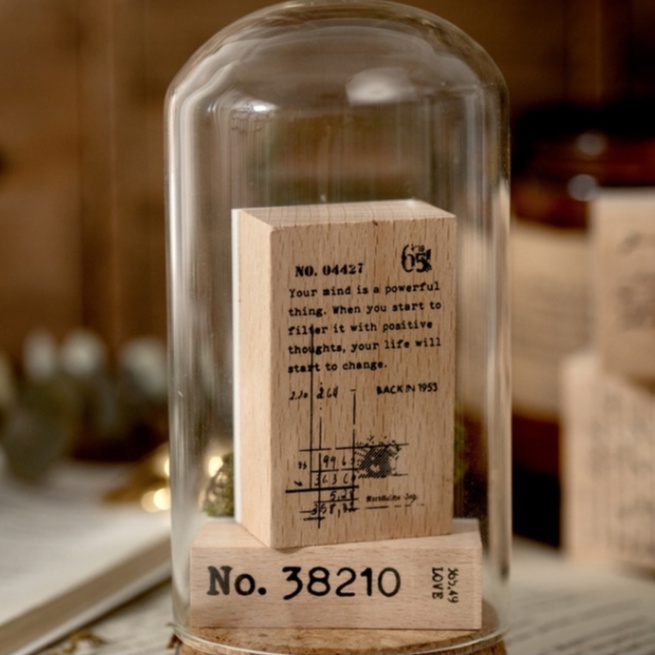 NO. 04427
65
Your mind is a powerful
thing. When you start to
filter it with positive
thoughts, your life will
start to change.
BACK IN 1953
No. 38210
LOVE